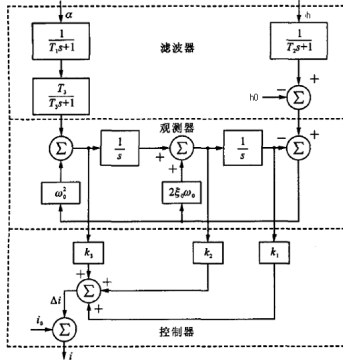 α
h
1
T₁s+1
滤波器
1
T₂s+1
T₃
T₃s+1
h0
−
+
Σ
观测器
Σ
1
s
+
+
Σ
+
1
s
−
+
Σ
ω₀²
2ξ₀ω₀
k₃
k₂
k₁
+
+
Σ
+
Δi
i₀
Σ
控制器
i